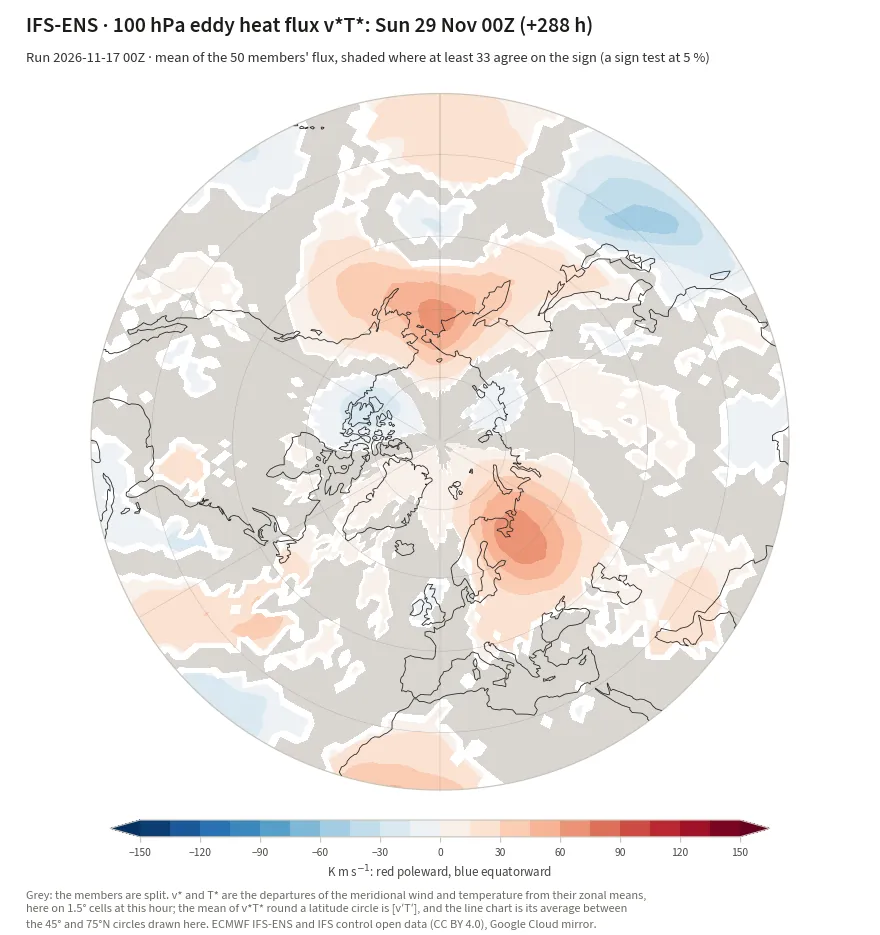 IFS-ENS · 100 hPa eddy heat flux v*T*: Sun 29 Nov 00Z (+288 h)
Run 2026-11-17 00Z · mean of the 50 members' flux, shaded where at least 33 agree on the sign (a sign test at 5 %)
−150 −120 −90 −60 −30 0 30 60 90 120 150
K m s⁻¹: red poleward, blue equatorward
Grey: the members are split. v* and T* are the departures of the meridional wind and temperature from their zonal means,
here on 1.5° cells at this hour; the mean of v*T* round a latitude circle is [v'T'], and the line chart is its average between
the 45° and 75°N circles drawn here. ECMWF IFS-ENS and IFS control open data (CC BY 4.0), Google Cloud mirror.